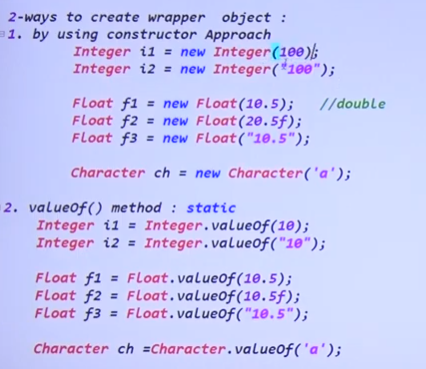 2-ways to create wrapper object :
1. by using constructor Approach
Integer i1 = new Integer(100);
Integer i2 = new Integer("100");
Float f1 = new Float(10.5); //double
Float f2 = new Float(20.5f);
Float f3 = new Float("10.5");
Character ch = new Character('a');
2. valueOf() method : static
Integer i1 = Integer.valueOf(10);
Integer i2 = Integer.valueOf("10");
Float f1 = Float.valueOf(10.5);
Float f2 = Float.valueOf(10.5f);
Float f3 = Float.valueOf("10.5");
Character ch =Character.valueOf('a');